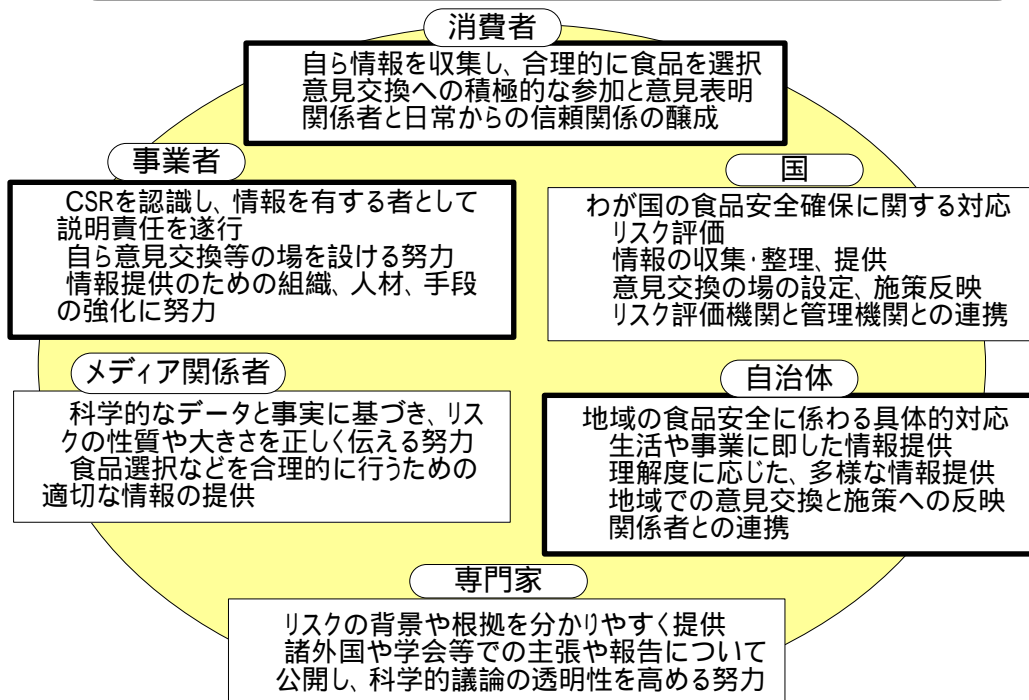 消費者
自ら情報を収集し、合理的に食品を選択
意見交換への積極的な参加と意見表明
関係者と日常からの信頼関係の醸成
事業者
CSRを認識し、情報を有する者として
説明責任を遂行
自ら意見交換等の場を設ける努力
情報提供のための組織、人材、手段
の強化に努力
国
わが国の食品安全確保に関する対応
リスク評価
情報の収集・整理、提供
意見交換の場の設定、施策反映
リスク評価機関と管理機関との連携
メディア関係者
科学的なデータと事実に基づき、リス
クの性質や大きさを正しく伝える努力
食品選択などを合理的に行うための
適切な情報の提供
自治体
地域の食品安全に係わる具体的対応
生活や事業に即した情報提供
理解度に応じた、多様な情報提供
地域での意見交換と施策への反映
関係者との連携
専門家
リスクの背景や根拠を分かりやすく提供
諸外国や学会等での主張や報告について
公開し、科学的議論の透明性を高める努力